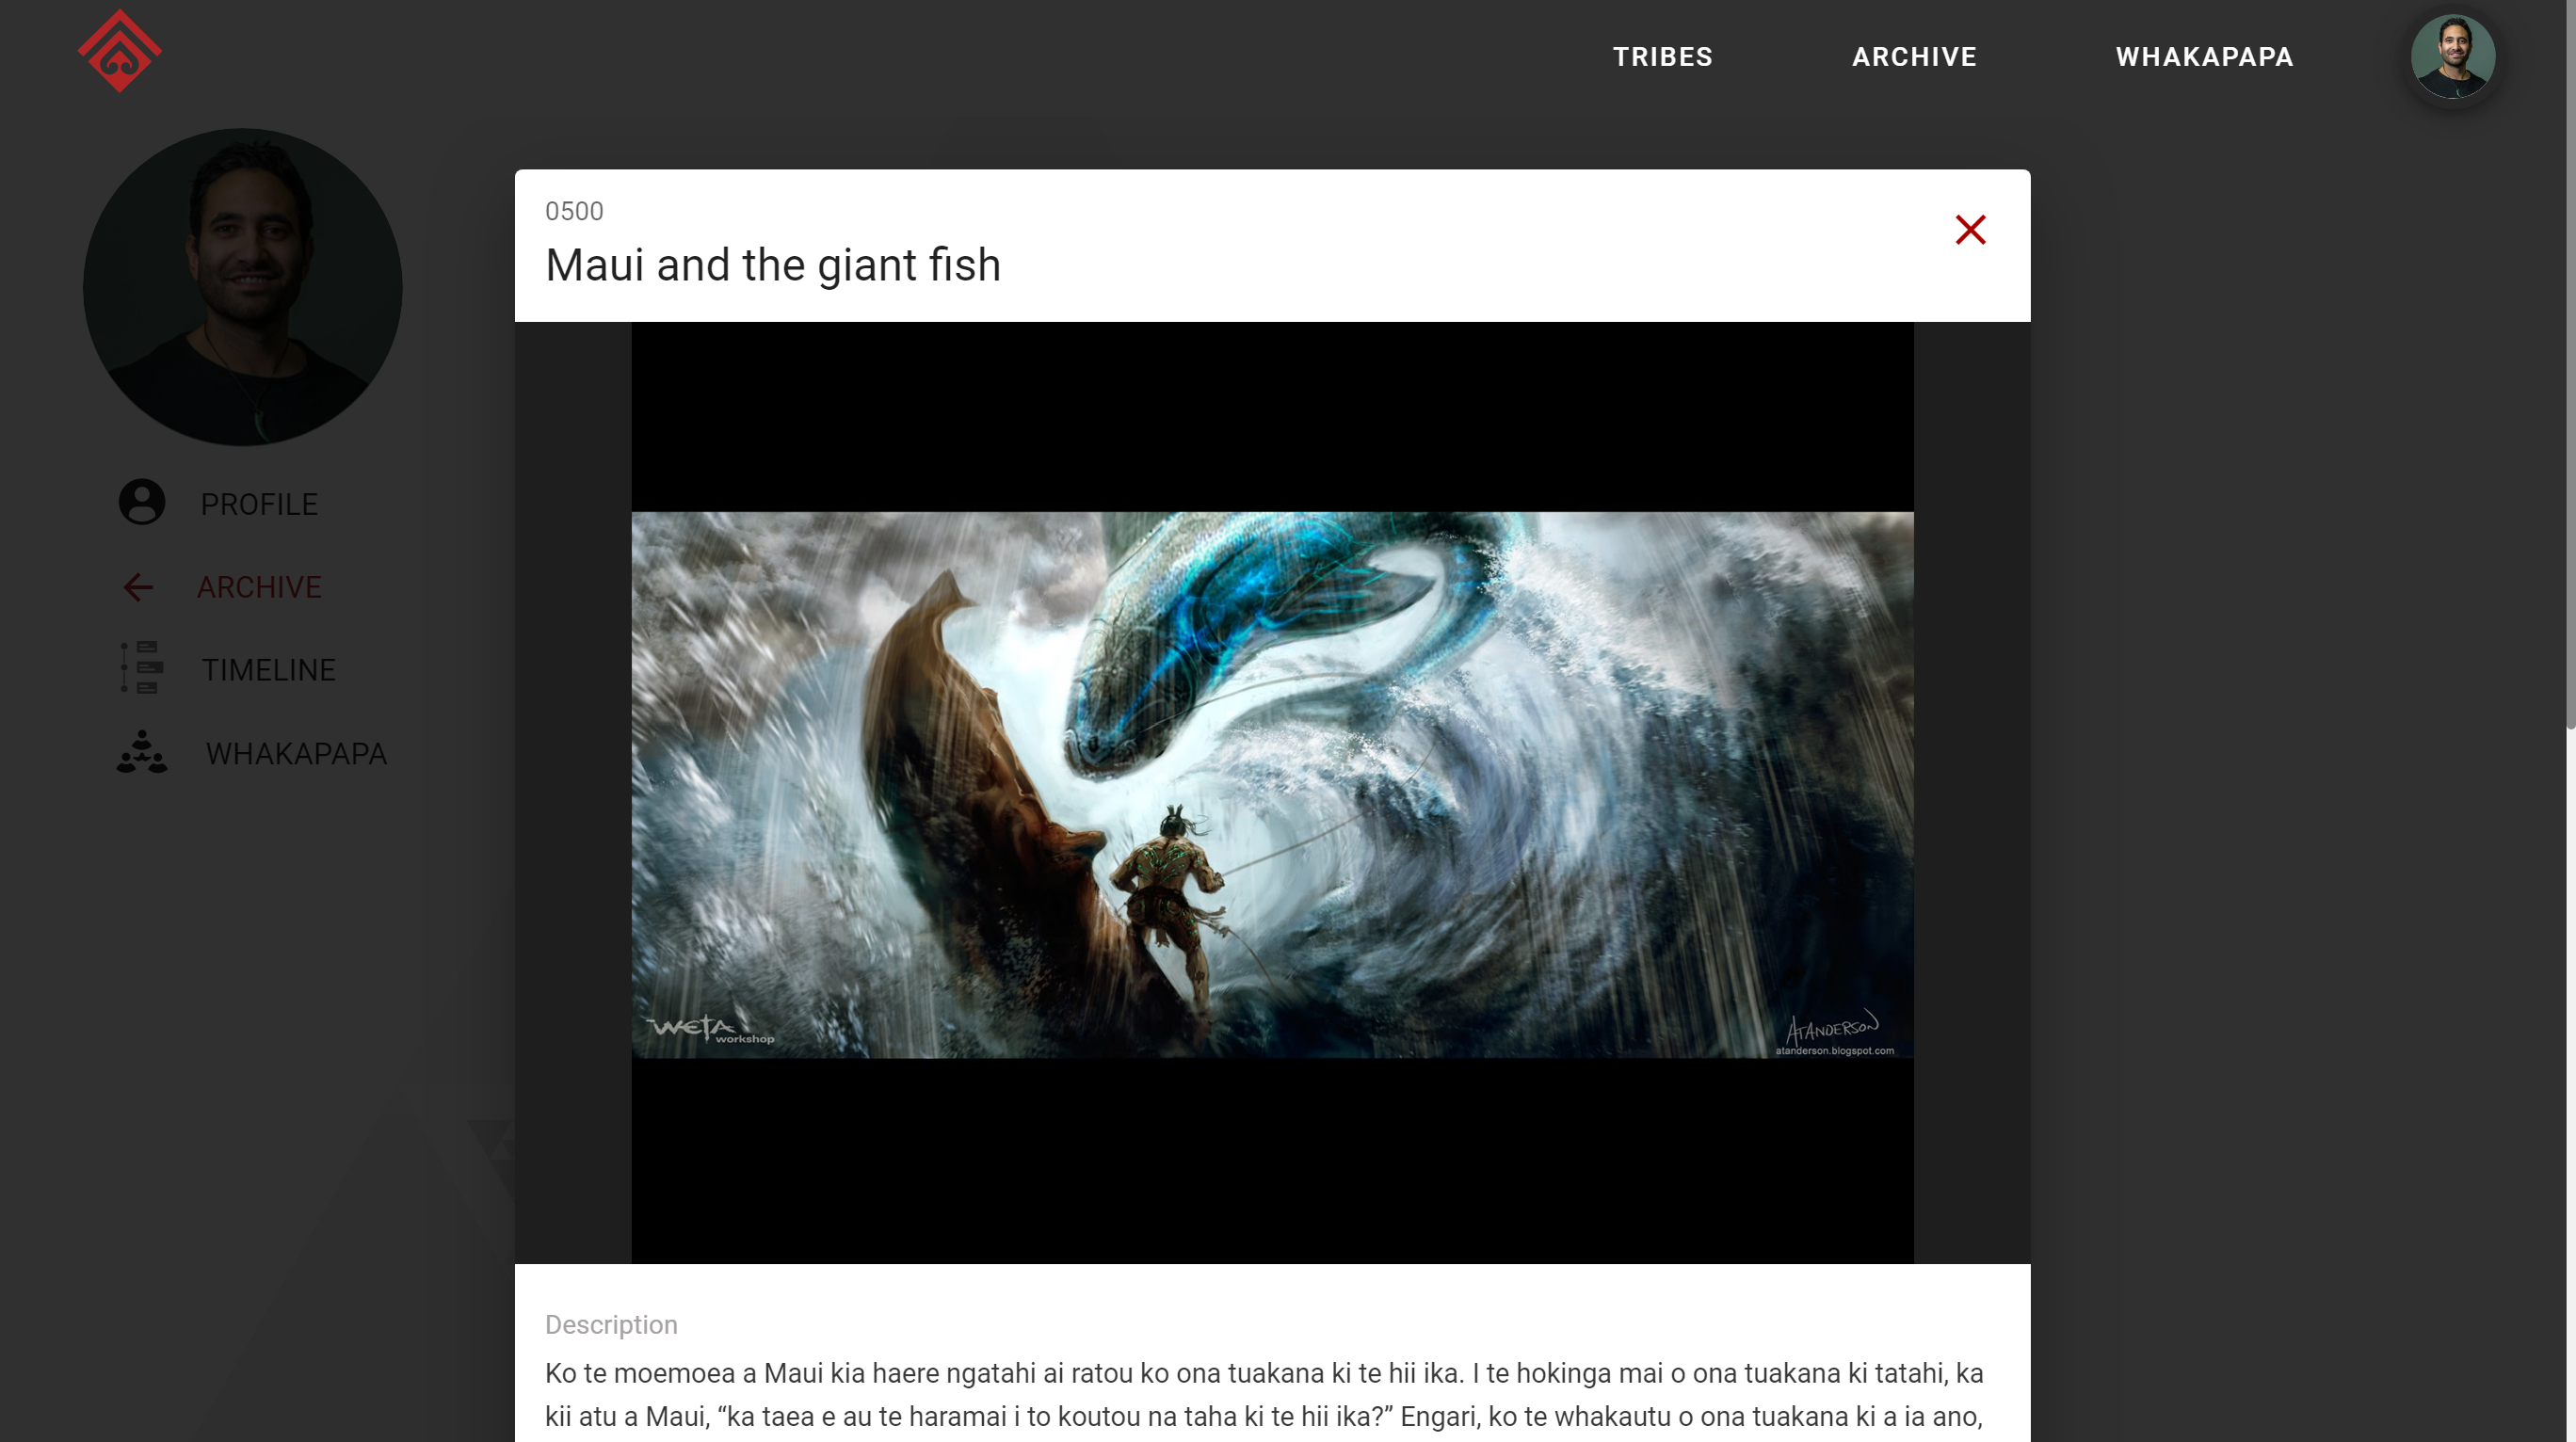 TRIBES
ARCHIVE
WHAKAPAPA
PROFILE
ARCHIVE
TIMELINE
WHAKAPAPA
0500
Maui and the giant fish
WETA
workshop
ATANDERSON
atanderson.blogspot.com
Description
Ko te moemoea a Maui kia haere ngatahi ai ratou ko ona tuakana ki te hii ika. I te hokinga mai o ona tuakana ki tatahi, ka
kii atu a Maui, “ka taea e au te haramai i to koutou na taha ki te hii ika?” Engari, ko te whakautu o ona tuakana ki a ia ano,